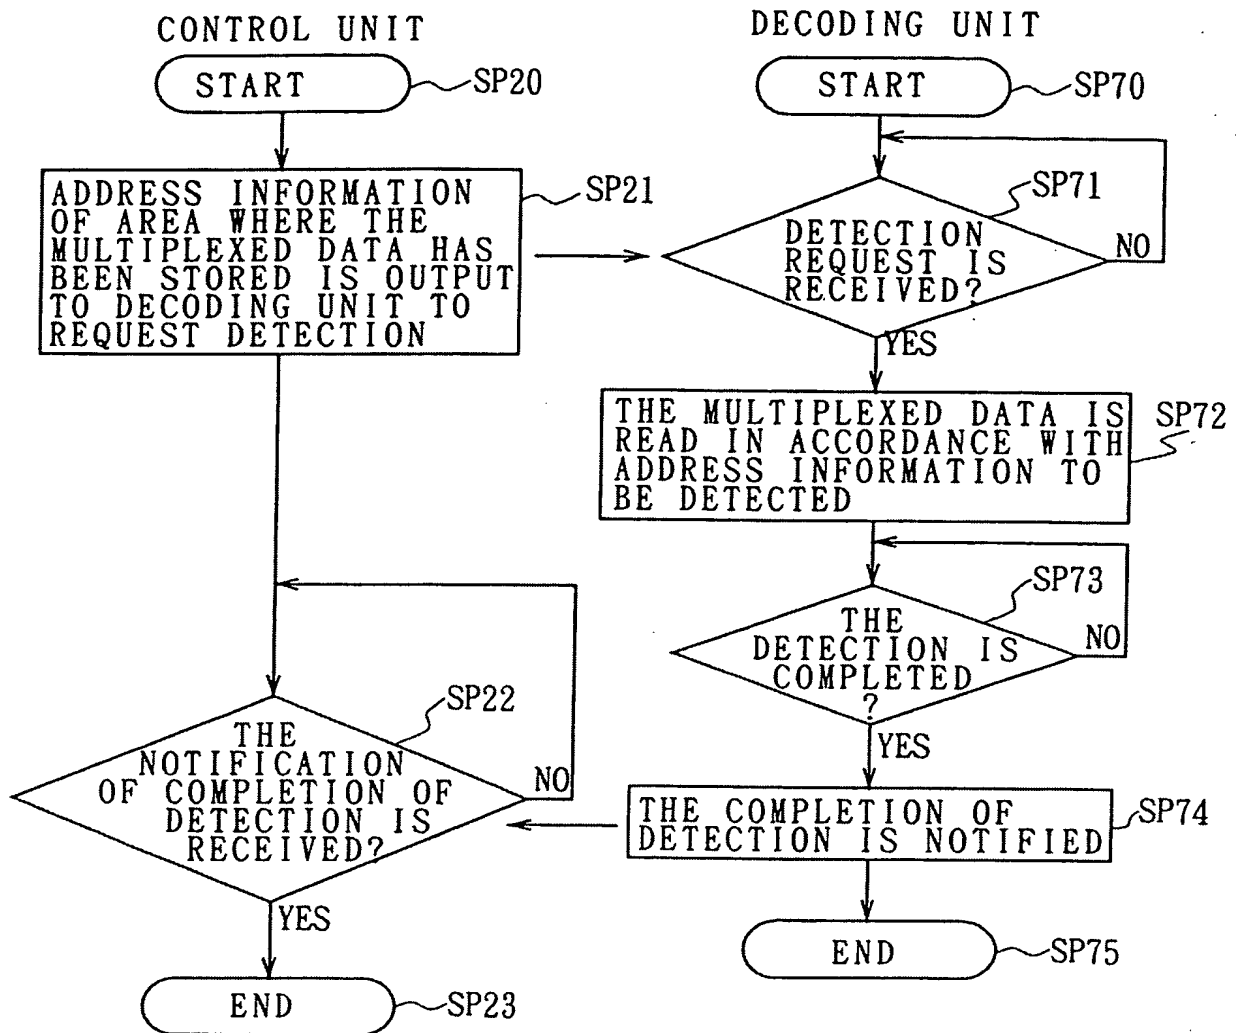 CONTROL UNIT
START
SP20
ADDRESS INFORMATION
OF AREA WHERE THE
MULTIPLEXED DATA HAS
BEEN STORED IS OUTPUT
TO DECODING UNIT TO
REQUEST DETECTION
SP21
THE
NOTIFICATION
OF COMPLETION OF
DETECTION IS
RECEIVED?
SP22
NO
YES
END
SP23
DECODING UNIT
START
SP70
DETECTION
REQUEST IS
RECEIVED?
SP71
NO
YES
THE MULTIPLEXED DATA IS
READ IN ACCORDANCE WITH
ADDRESS INFORMATION TO
BE DETECTED
SP72
THE
DETECTION IS
COMPLETED
?
SP73
NO
YES
THE COMPLETION OF
DETECTION IS NOTIFIED
SP74
END
SP75